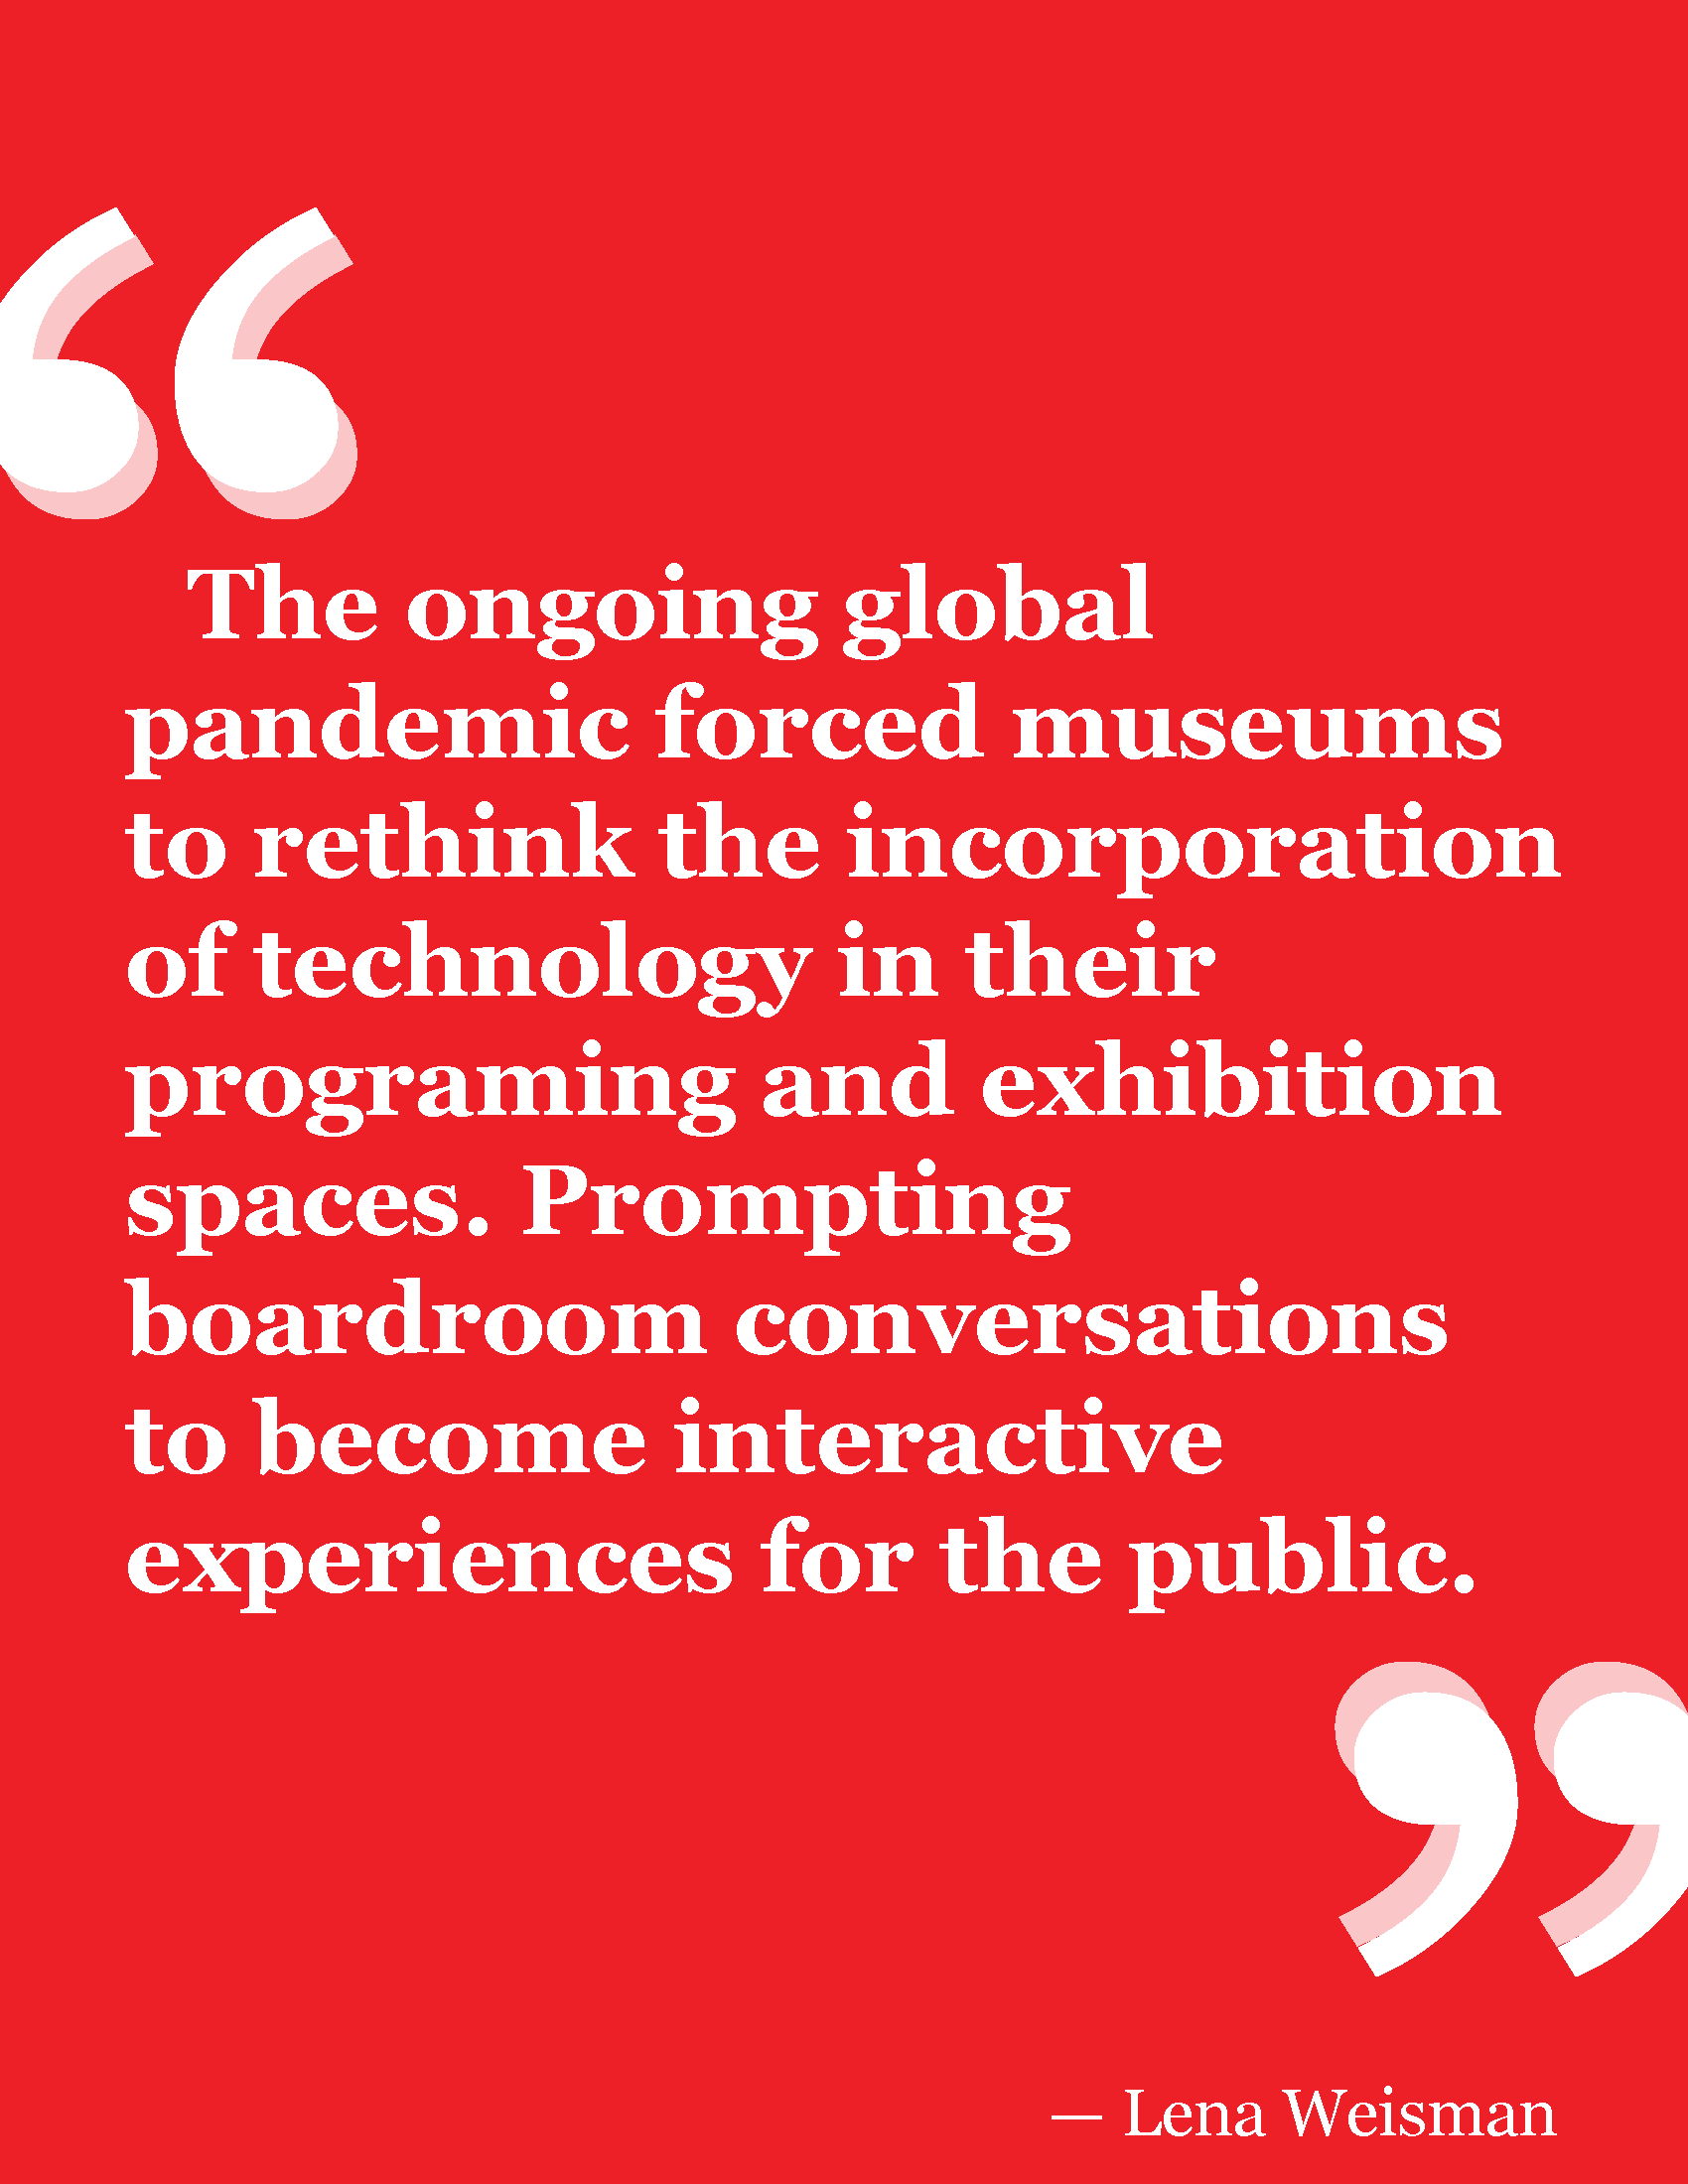 “
The ongoing global
pandemic forced museums
to rethink the incorporation
of technology in their
programing and exhibition
spaces. Prompting
boardroom conversations
to become interactive
experiences for the public.
”
— Lena Weisman